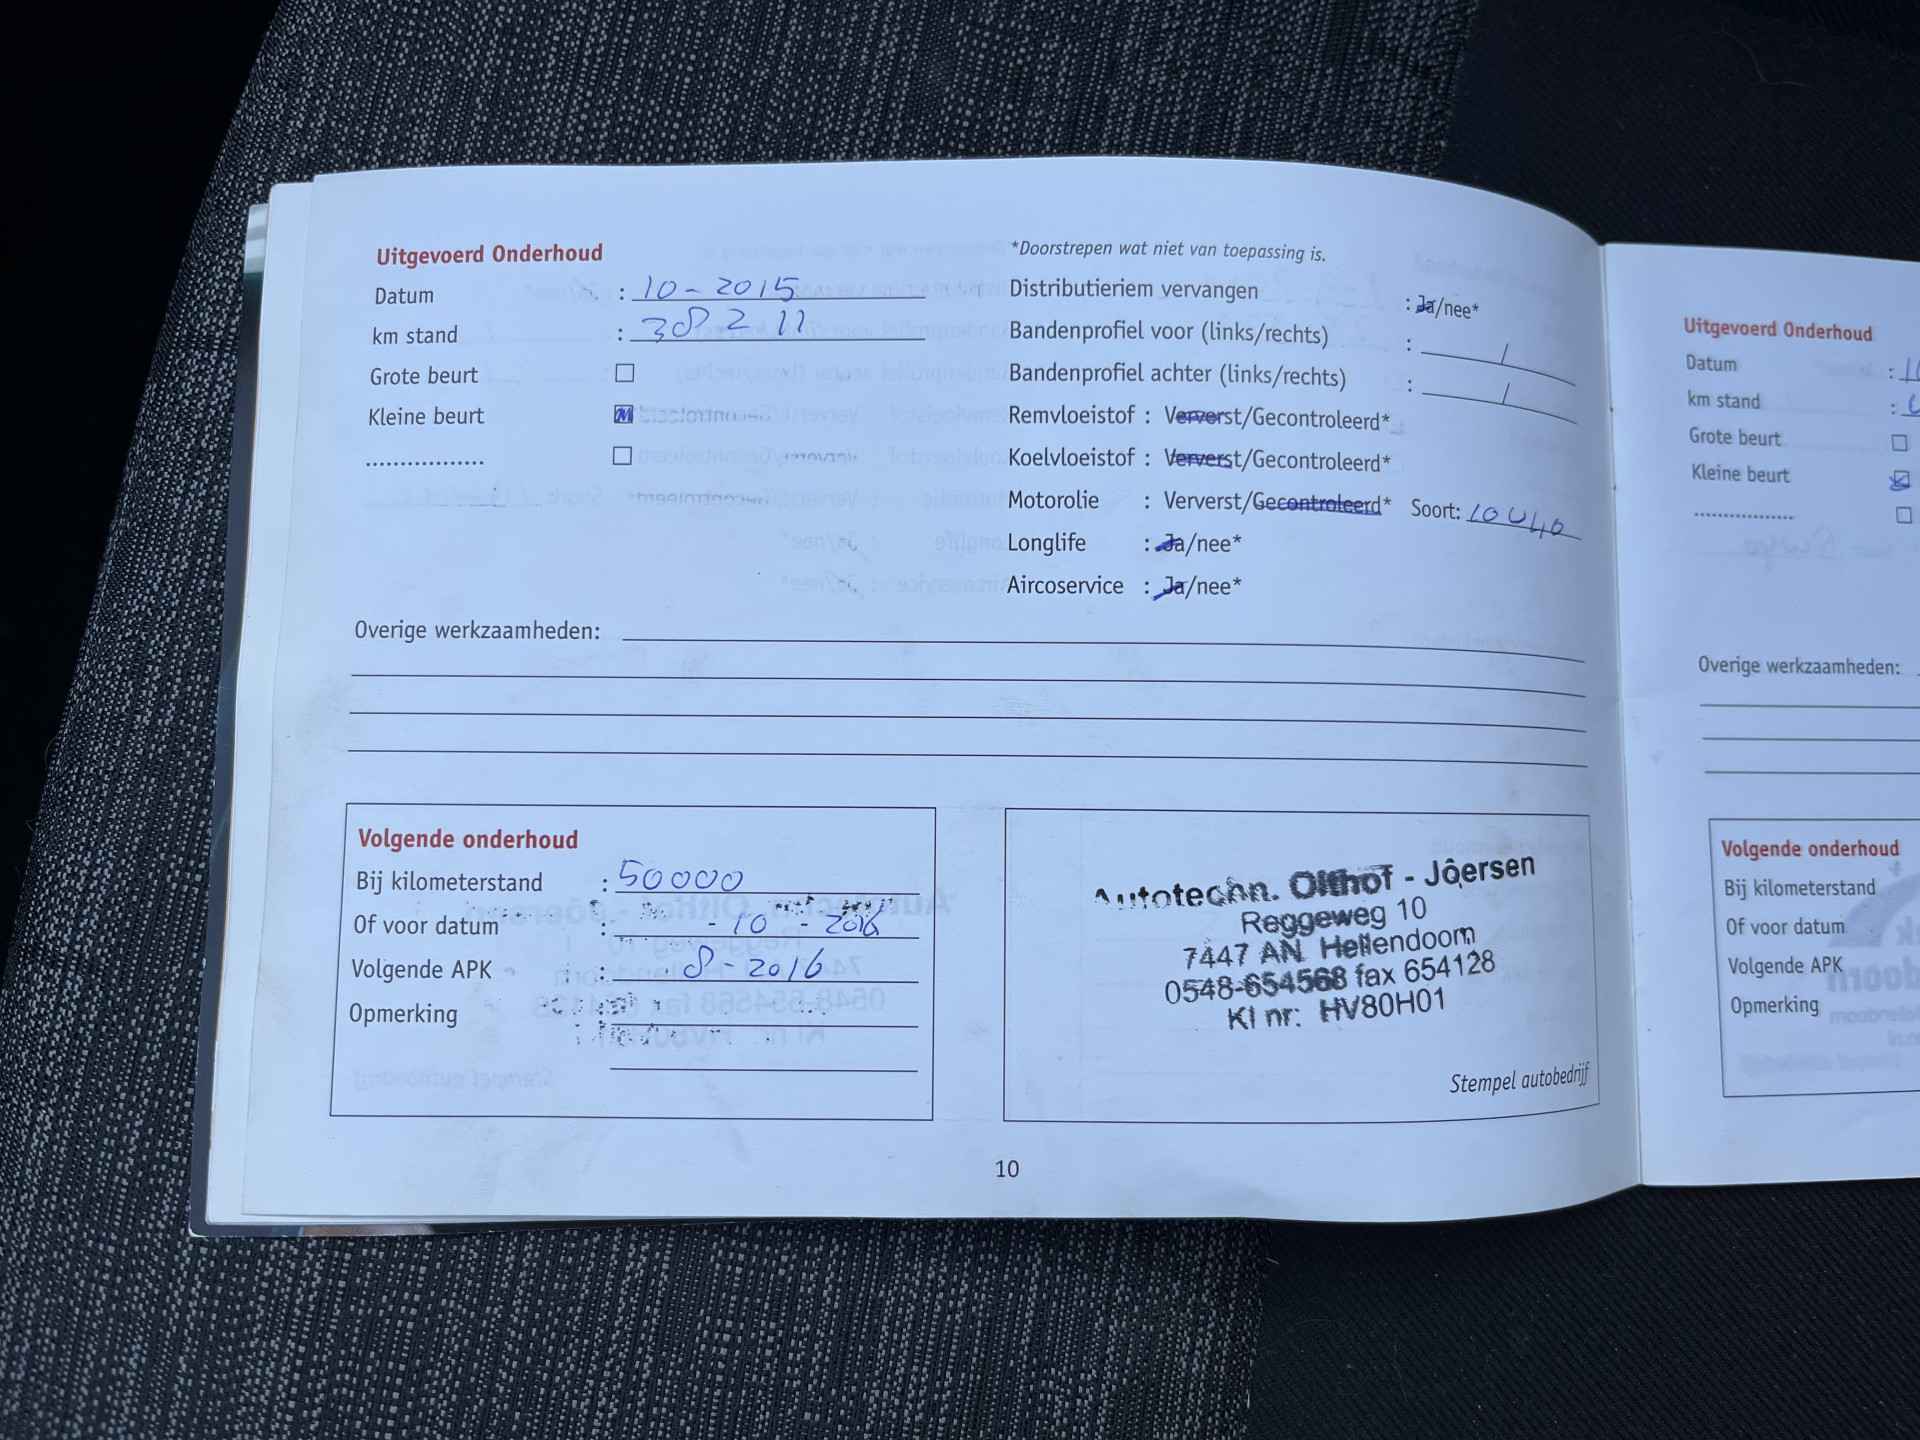 Uitgevoerd Onderhoud
Datum : 10 - 2015
km stand : 38211
Grote beurt
Kleine beurt
.................
*Doorstrepen wat niet van toepassing is.
Distributieriem vervangen : Ja/nee*
Bandenprofiel voor (links/rechts) : /
Bandenprofiel achter (links/rechts) : /
Remvloeistof : Ververst/Gecontroleerd*
Koelvloeistof : Ververst/Gecontroleerd*
Motorolie : Ververst/Gecontroleerd* Soort: 10 W40
Longlife : Ja/nee*
Aircoservice : Ja/nee*
Overige werkzaamheden:
Volgende onderhoud
Bij kilometerstand : 50000
Of voor datum : - 10 - 2016
Volgende APK : 8 - 2016
Opmerking
Autotechn. Olthof - Jôersen
Reggeweg 10
7447 AN Hellendoorn
0548-654568 fax 654128
KI nr: HV80H01
Stempel autobedrijf
10
Uitgevoerd Onderhoud
Datum :
km stand :
Grote beurt
Kleine beurt
.................
Overige werkzaamheden:
Volgende onderhoud
Bij kilometerstand
Of voor datum
Volgende APK
Opmerking